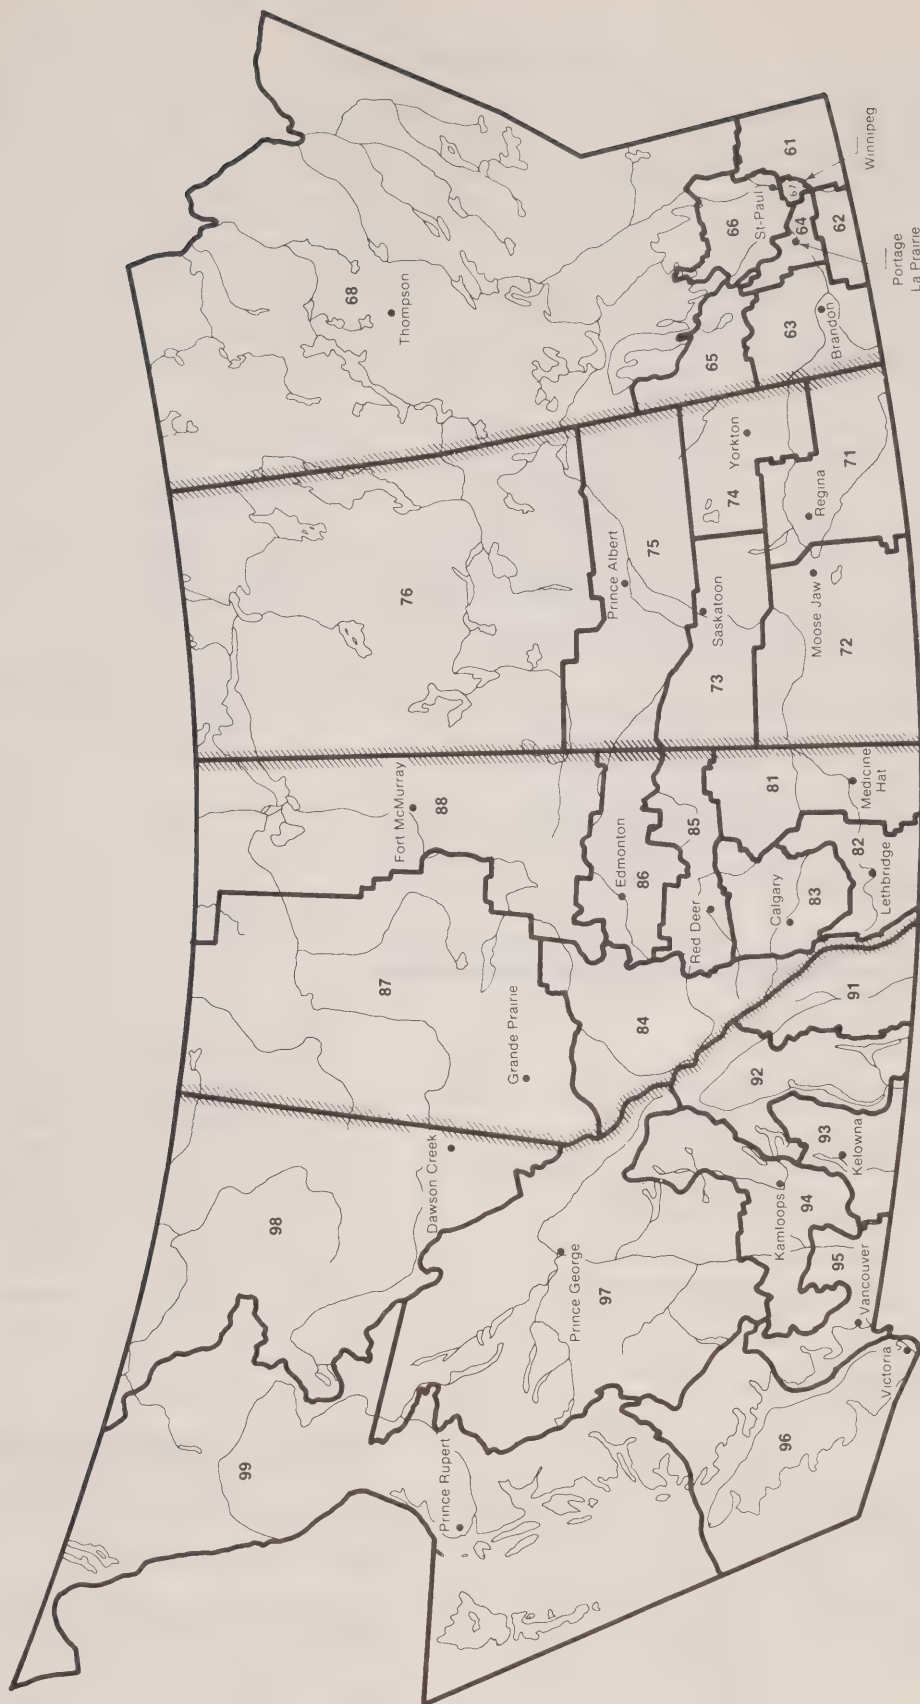 99
98
97
96
95
94
93
92
91
Prince Rupert
Prince George
Dawson Creek
Kamloops
Kelowna
Vancouver
Victoria
87
88
84
86
85
83
82
81
Grande Prairie
Fort McMurray
Edmonton
Red Deer
Calgary
Lethbridge
Medicine
Hat
76
75
74
73
72
71
Prince Albert
Saskatoon
Yorkton
Regina
Moose Jaw
68
66
65
63
64
62
61
67
Thompson
St-Paul
Brandon
Portage
La Prairie
Winnipeg